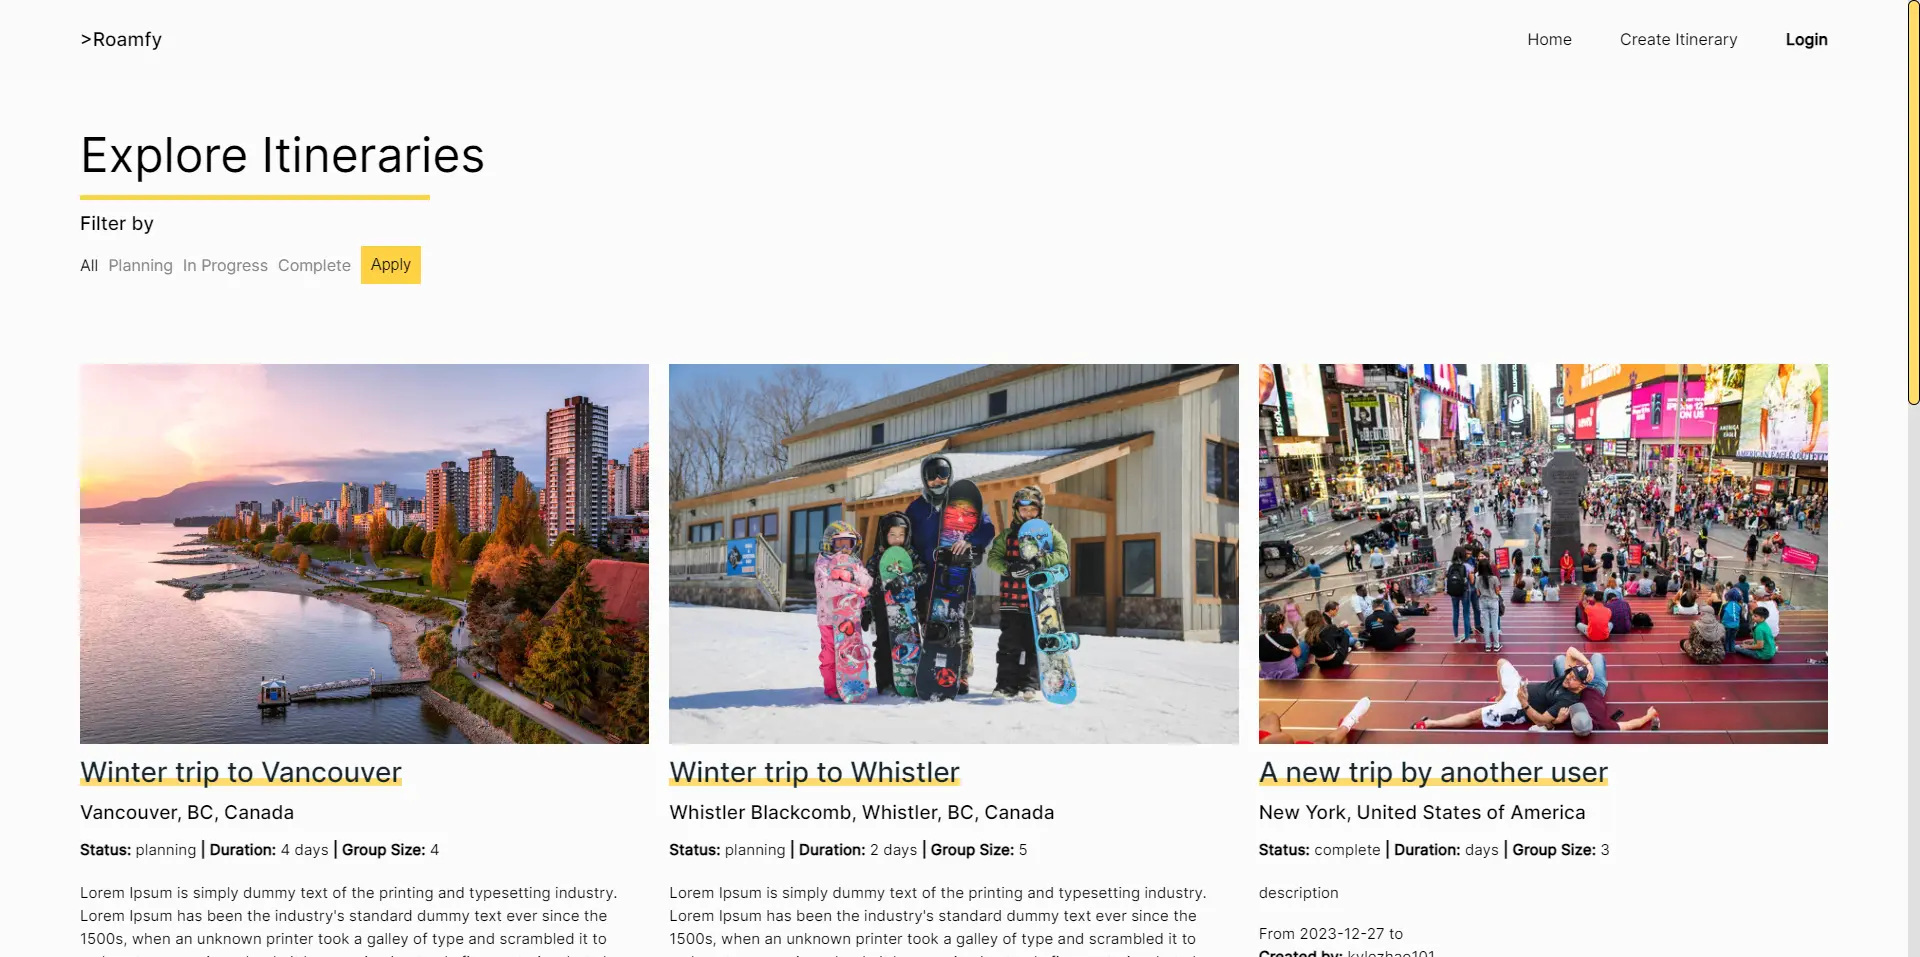 >Roamfy
Home
Create Itinerary
Login
Explore Itineraries
Filter by
All Planning In Progress Complete Apply
Winter trip to Vancouver
Vancouver, BC, Canada
Status: planning | Duration: 4 days | Group Size: 4
Lorem Ipsum is simply dummy text of the printing and typesetting industry.
Lorem Ipsum has been the industry's standard dummy text ever since the
1500s, when an unknown printer took a galley of type and scrambled it to
Winter trip to Whistler
Whistler Blackcomb, Whistler, BC, Canada
Status: planning | Duration: 2 days | Group Size: 5
Lorem Ipsum is simply dummy text of the printing and typesetting industry.
Lorem Ipsum has been the industry's standard dummy text ever since the
1500s, when an unknown printer took a galley of type and scrambled it to
AMERICAN EAGLE OUTFIT
ON US
A new trip by another user
New York, United States of America
Status: complete | Duration: days | Group Size: 3
description
From 2023-12-27 to
Created by: kylezhao101